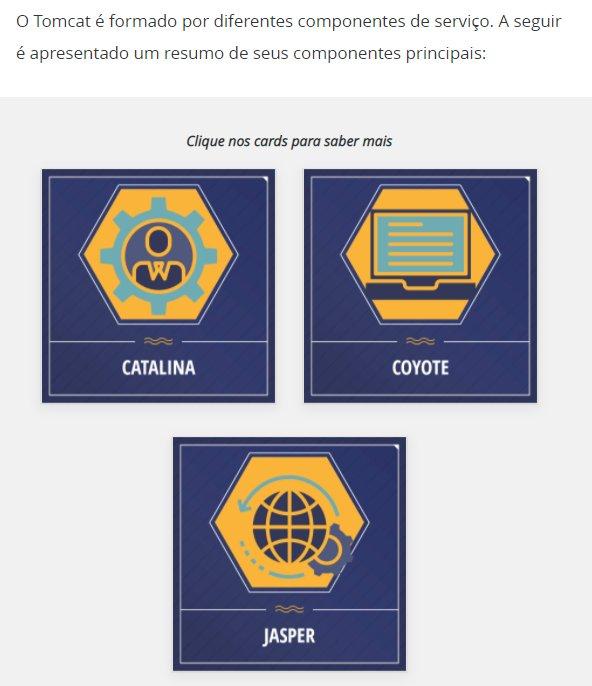 O Tomcat é formado por diferentes componentes de serviço. A seguir
é apresentado um resumo de seus componentes principais:
Clique nos cards para saber mais
CATALINA
COYOTE
JASPER